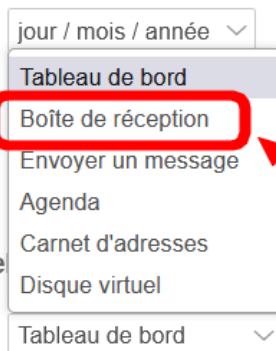 jour / mois / année
Tableau de bord
Boîte de réception
Envoyer un message
Agenda
Carnet d'adresses
Disque virtuel
Tableau de bord